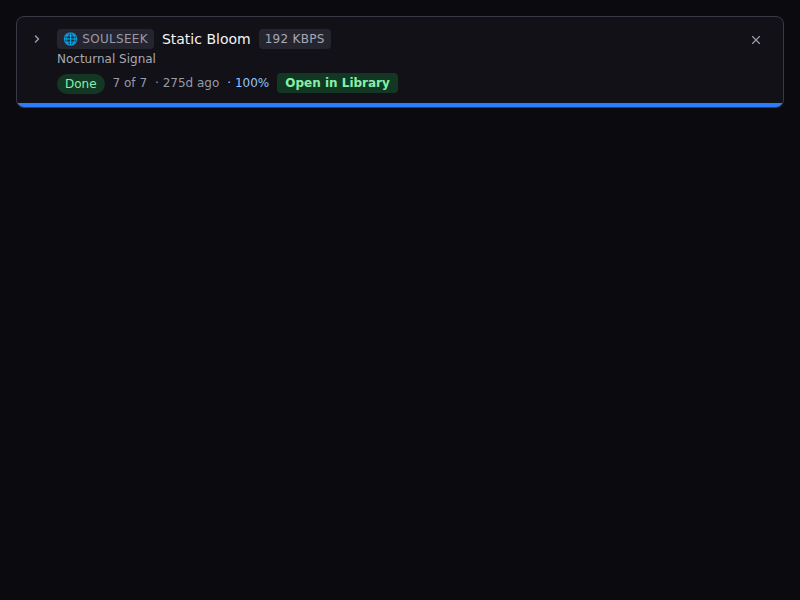 🌐 SOULSEEK Static Bloom 192 KBPS
Nocturnal Signal
Done 7 of 7 · 275d ago · 100% Open in Library